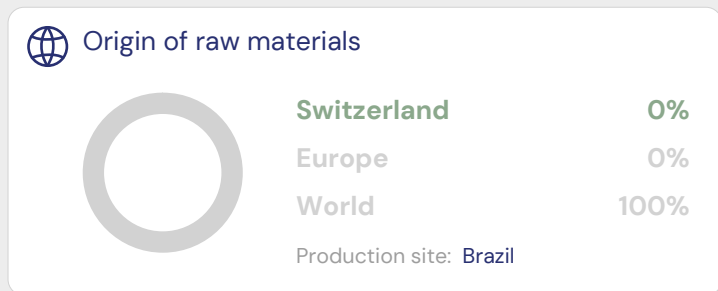 Origin of raw materials
Switzerland 0%
Europe 0%
World 100%
Production site: Brazil